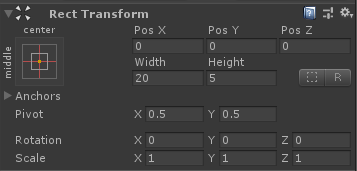 Rect Transform
center
middle
Pos X Pos Y Pos Z
0 0 0
Width Height
20 5
R
Anchors
Pivot X 0.5 Y 0.5
Rotation X 0 Y 0 Z 0
Scale X 1 Y 1 Z 1